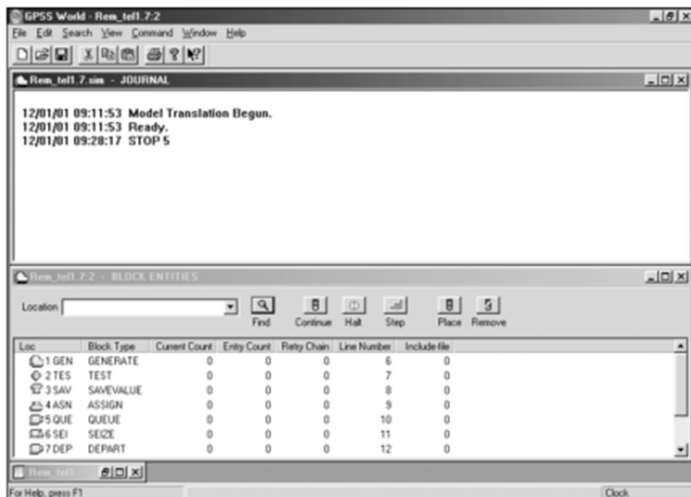 GPSS World - Rem_tel1.7:2
File Edit Search View Command Window Help
Rem_tel1.7.sim - JOURNAL
12/01/01 09:11:53 Model Translation Begun.
12/01/01 09:11:53 Ready.
12/01/01 09:28:17 STOP 5
Rem_tel1.7:2 - BLOCK ENTITIES
Location Find Continue Halt Step Place Remove
Loc Block Type Current Count Entry Count Retry Chain Line Number Include-file
1 GEN GENERATE 0 0 0 6 0
2 TES TEST 0 0 0 7 0
3 SAV SAVEVALUE 0 0 0 8 0
4 ASN ASSIGN 0 0 0 9 0
5 QUE QUEUE 0 0 0 10 0
6 SEI SEIZE 0 0 0 11 0
7 DEP DEPART 0 0 0 12 0
Rem_tel1
For Help, press F1 Clock